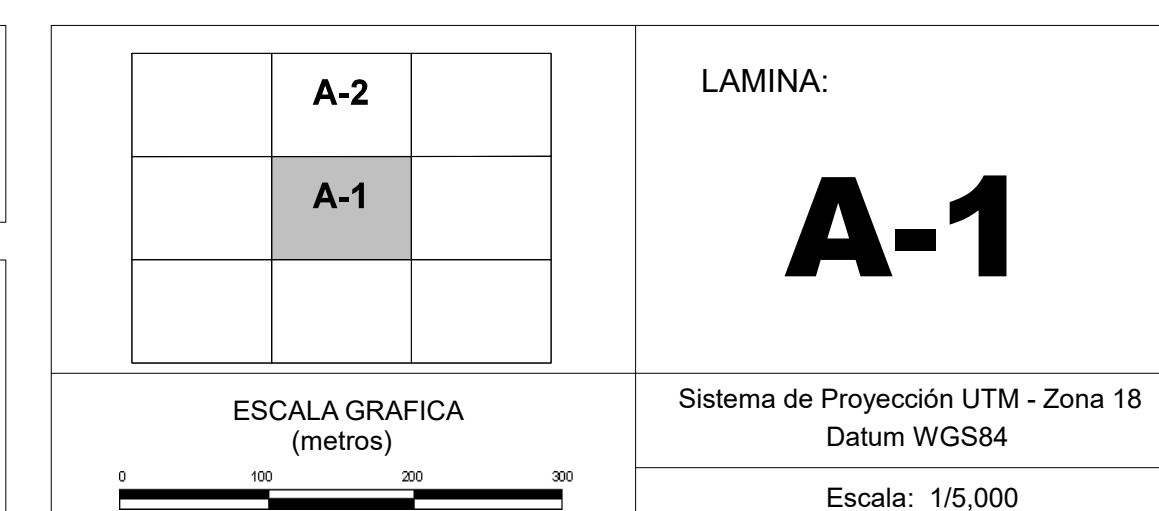 A-2
A-1
LAMINA:
A-1
ESCALA GRAFICA
(metros)
0 100 200 300
Sistema de Proyección UTM - Zona 18
Datum WGS84
Escala: 1/5,000